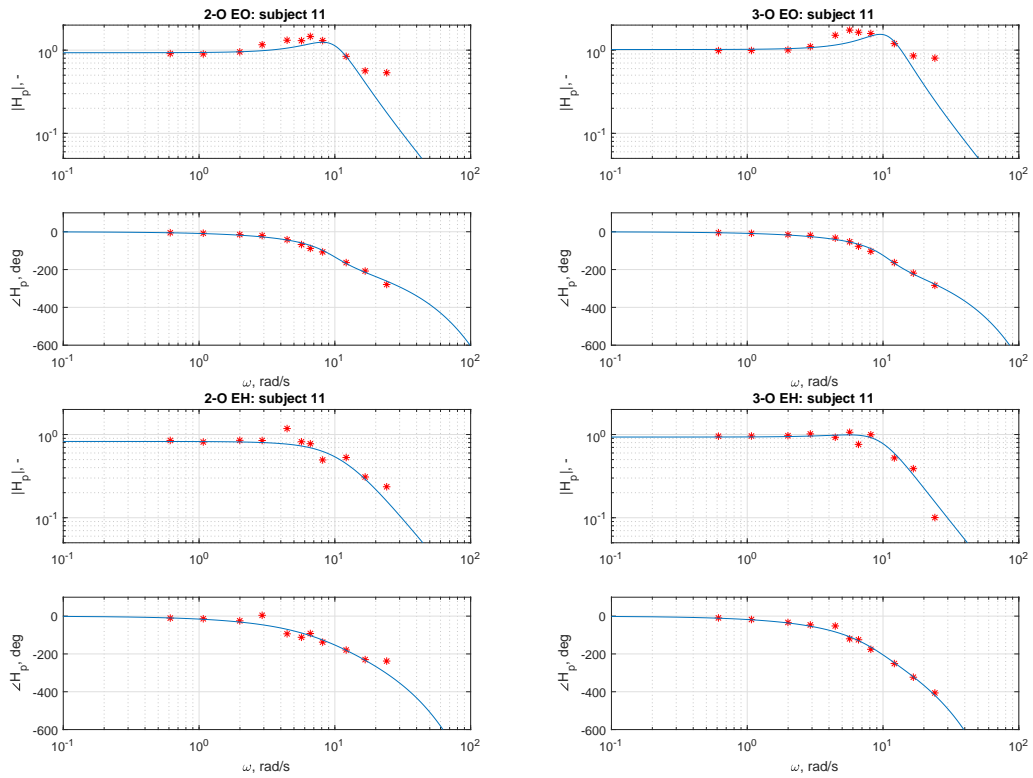 2-O EO: subject 11
|H_p|, -
10^0
10^-1
10^-1 10^0 10^1 10^2
∠H_p, deg
0
-200
-400
-600
10^-1 10^0 10^1 10^2
ω, rad/s
3-O EO: subject 11
|H_p|, -
10^0
10^-1
10^-1 10^0 10^1 10^2
∠H_p, deg
0
-200
-400
-600
10^-1 10^0 10^1 10^2
ω, rad/s
2-O EH: subject 11
|H_p|, -
10^0
10^-1
10^-1 10^0 10^1 10^2
∠H_p, deg
0
-200
-400
-600
10^-1 10^0 10^1 10^2
ω, rad/s
3-O EH: subject 11
|H_p|, -
10^0
10^-1
10^-1 10^0 10^1 10^2
∠H_p, deg
0
-200
-400
-600
10^-1 10^0 10^1 10^2
ω, rad/s